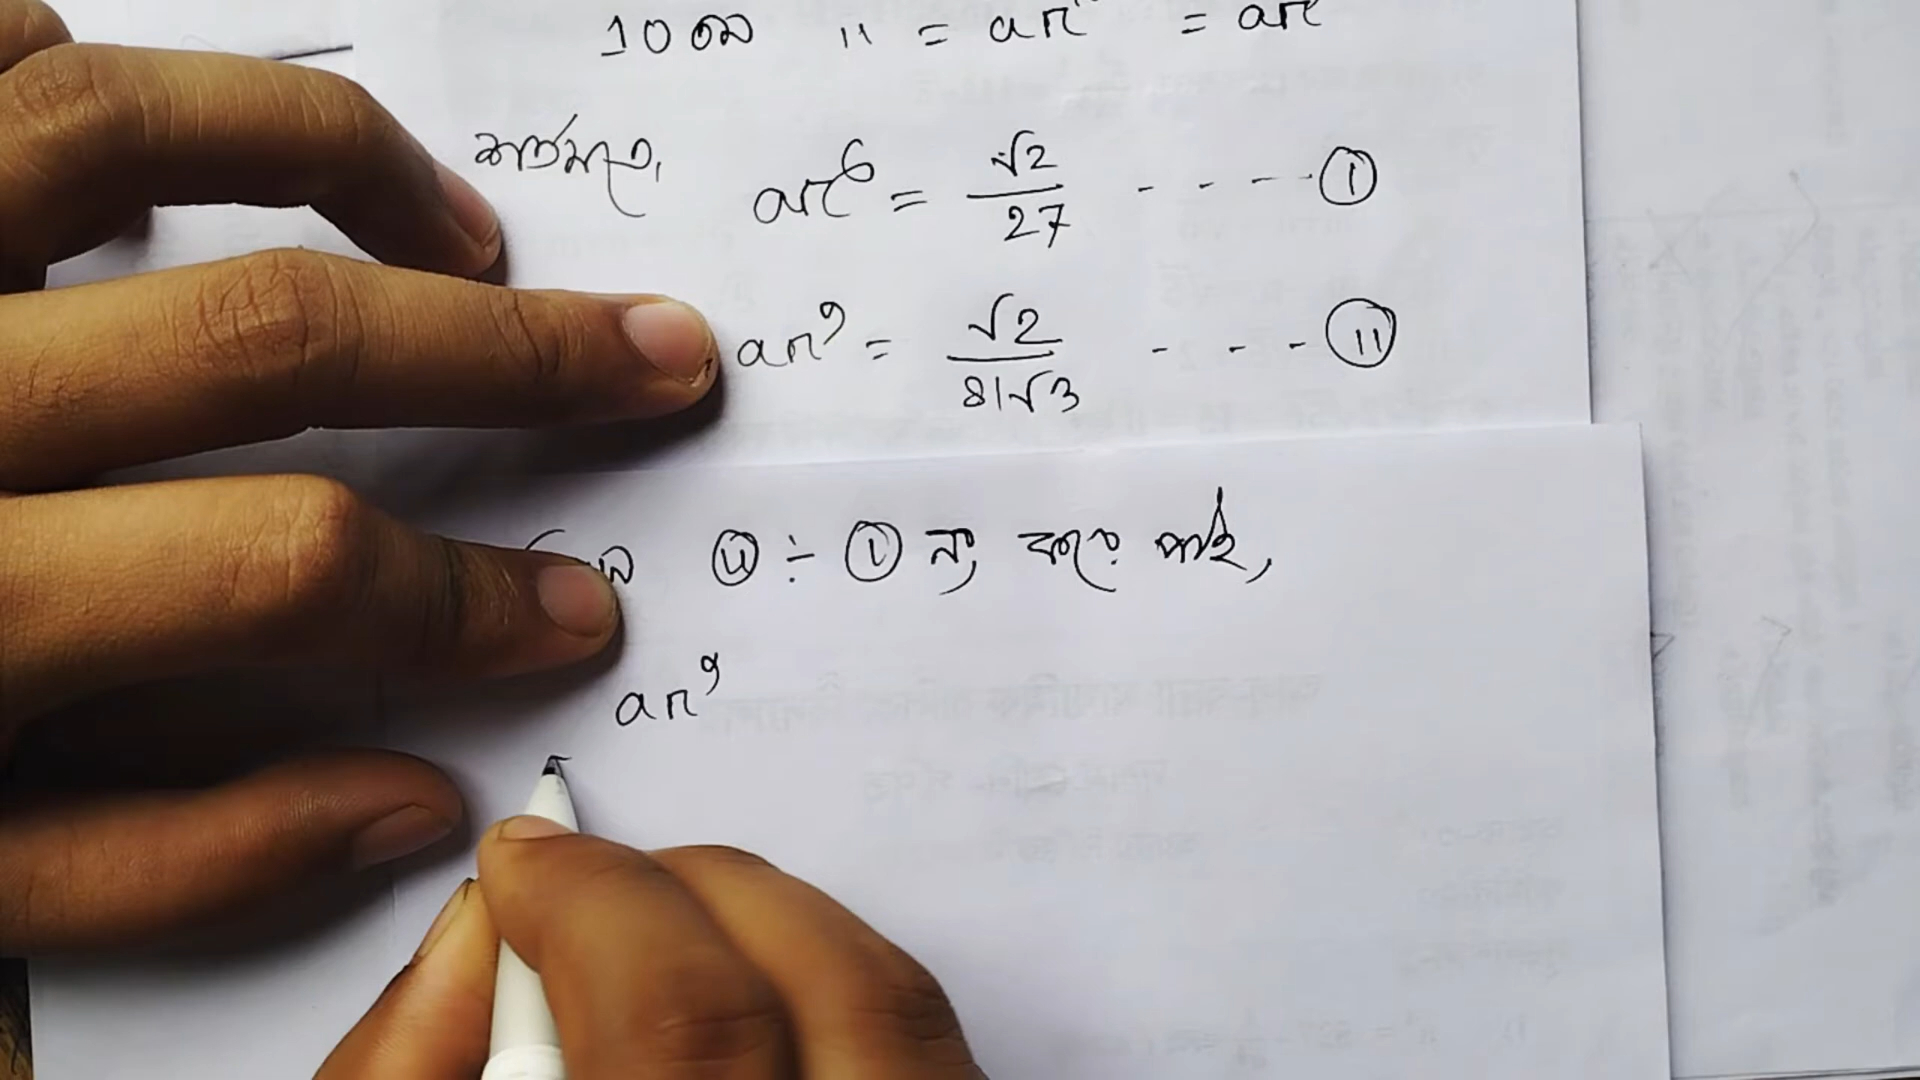 10 তম " = ar = ar
শর্তমতে, ar⁶ = √2/27 - - - - (i)
ar⁹ = √2/81√3 - - - (ii)
(ii) ÷ (i) নং করে পাই,
ar⁹